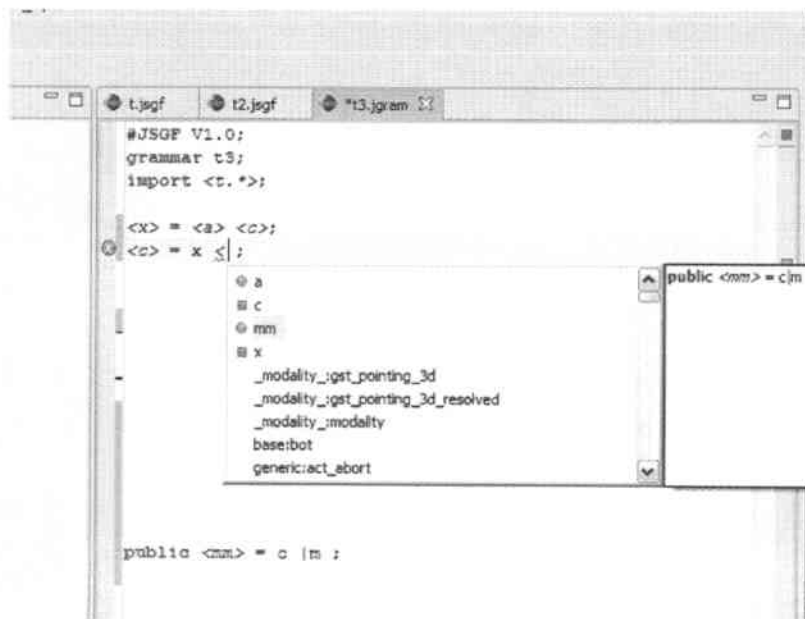 t.jsgf t2.jsgf *t3.jgram
#JSGF V1.0;
grammar t3;
import <t.*>;
<x> = <a> <c>;
<c> = x <| ;
a
c
mm
x
_modality_:gst_pointing_3d
_modality_:gst_pointing_3d_resolved
_modality_:modality
base:bot
generic:act_abort
public <mm> = c|m
public <mm> = c |m ;